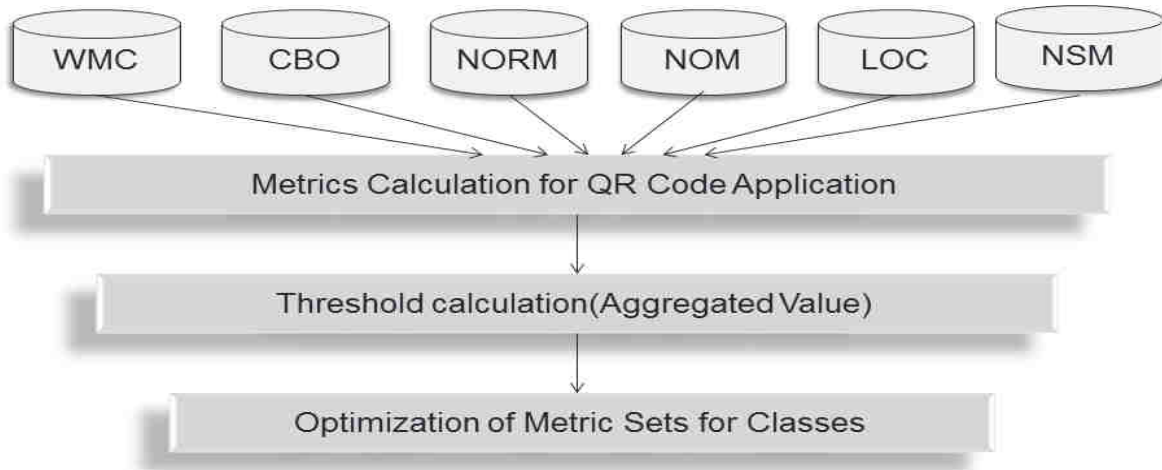 WMC CBO NORM NOM LOC NSM
Metrics Calculation for QR Code Application
Threshold calculation(Aggregated Value)
Optimization of Metric Sets for Classes